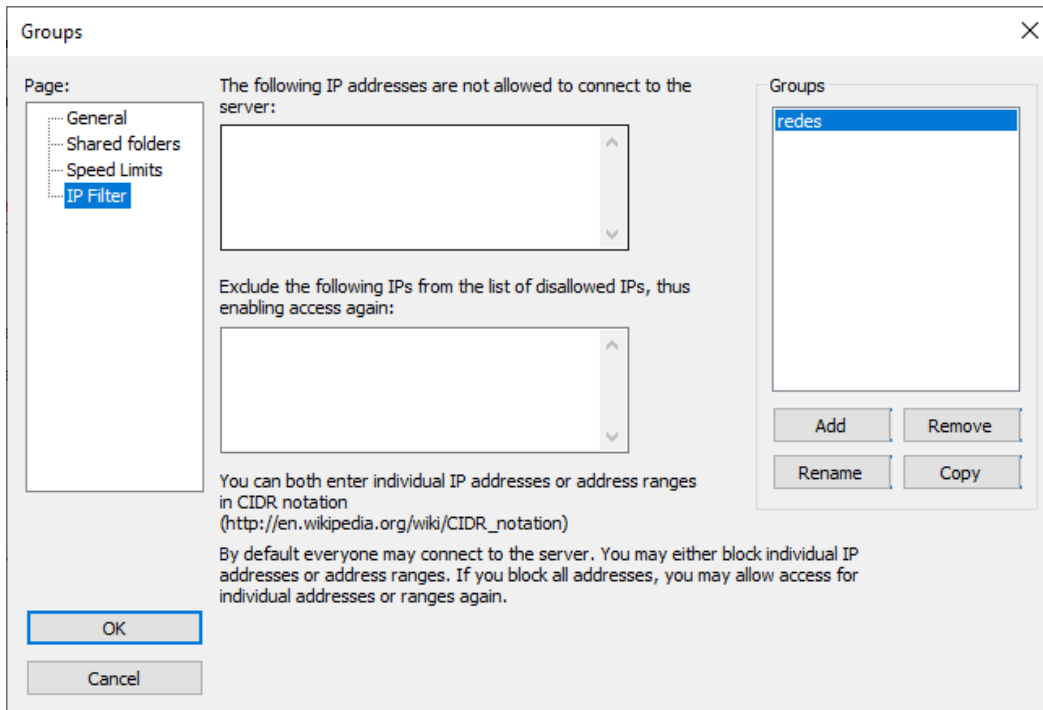 Groups
Page:
General
Shared folders
Speed Limits
IP Filter
The following IP addresses are not allowed to connect to the
server:
Exclude the following IPs from the list of disallowed IPs, thus
enabling access again:
You can both enter individual IP addresses or address ranges
in CIDR notation
(http://en.wikipedia.org/wiki/CIDR_notation)
By default everyone may connect to the server. You may either block individual IP
addresses or address ranges. If you block all addresses, you may allow access for
individual addresses or ranges again.
Groups
redes
Add
Remove
Rename
Copy
OK
Cancel